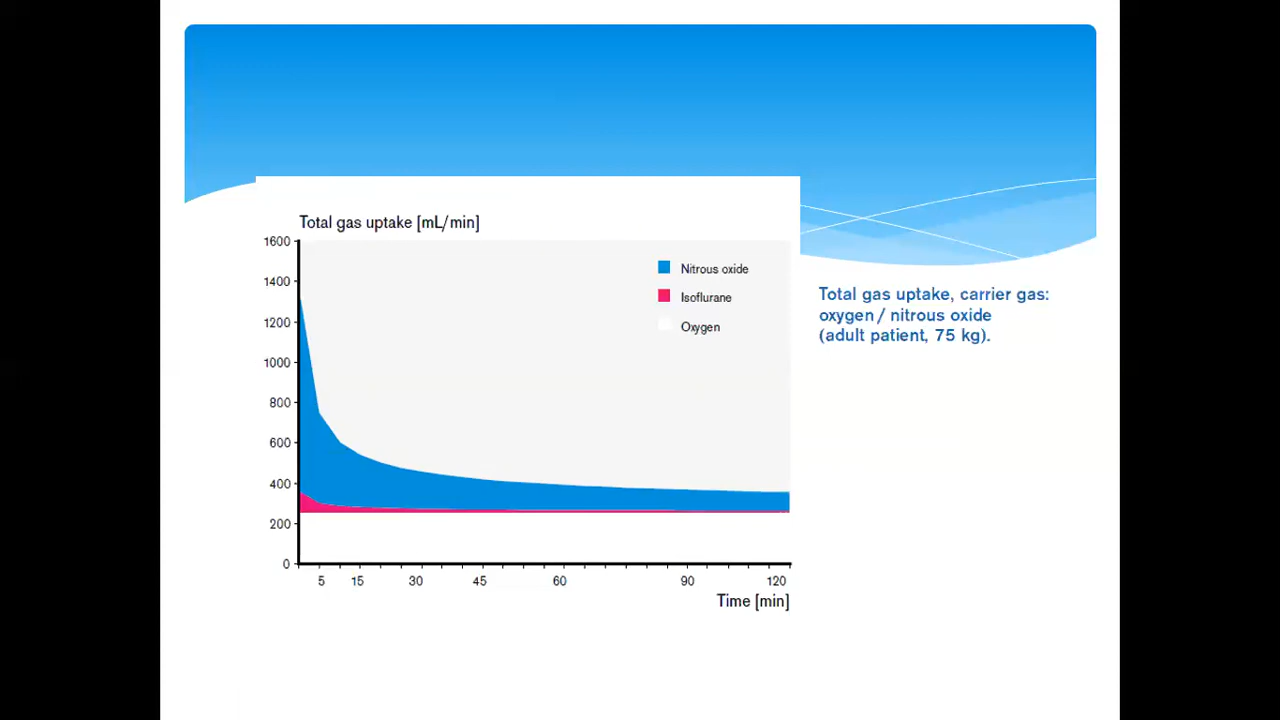 Total gas uptake [mL/min]
1600
1400
1200
1000
800
600
400
200
0
5 15 30 45 60 90 120
Time [min]
Nitrous oxide
Isoflurane
Oxygen
Total gas uptake, carrier gas:
oxygen / nitrous oxide
(adult patient, 75 kg).